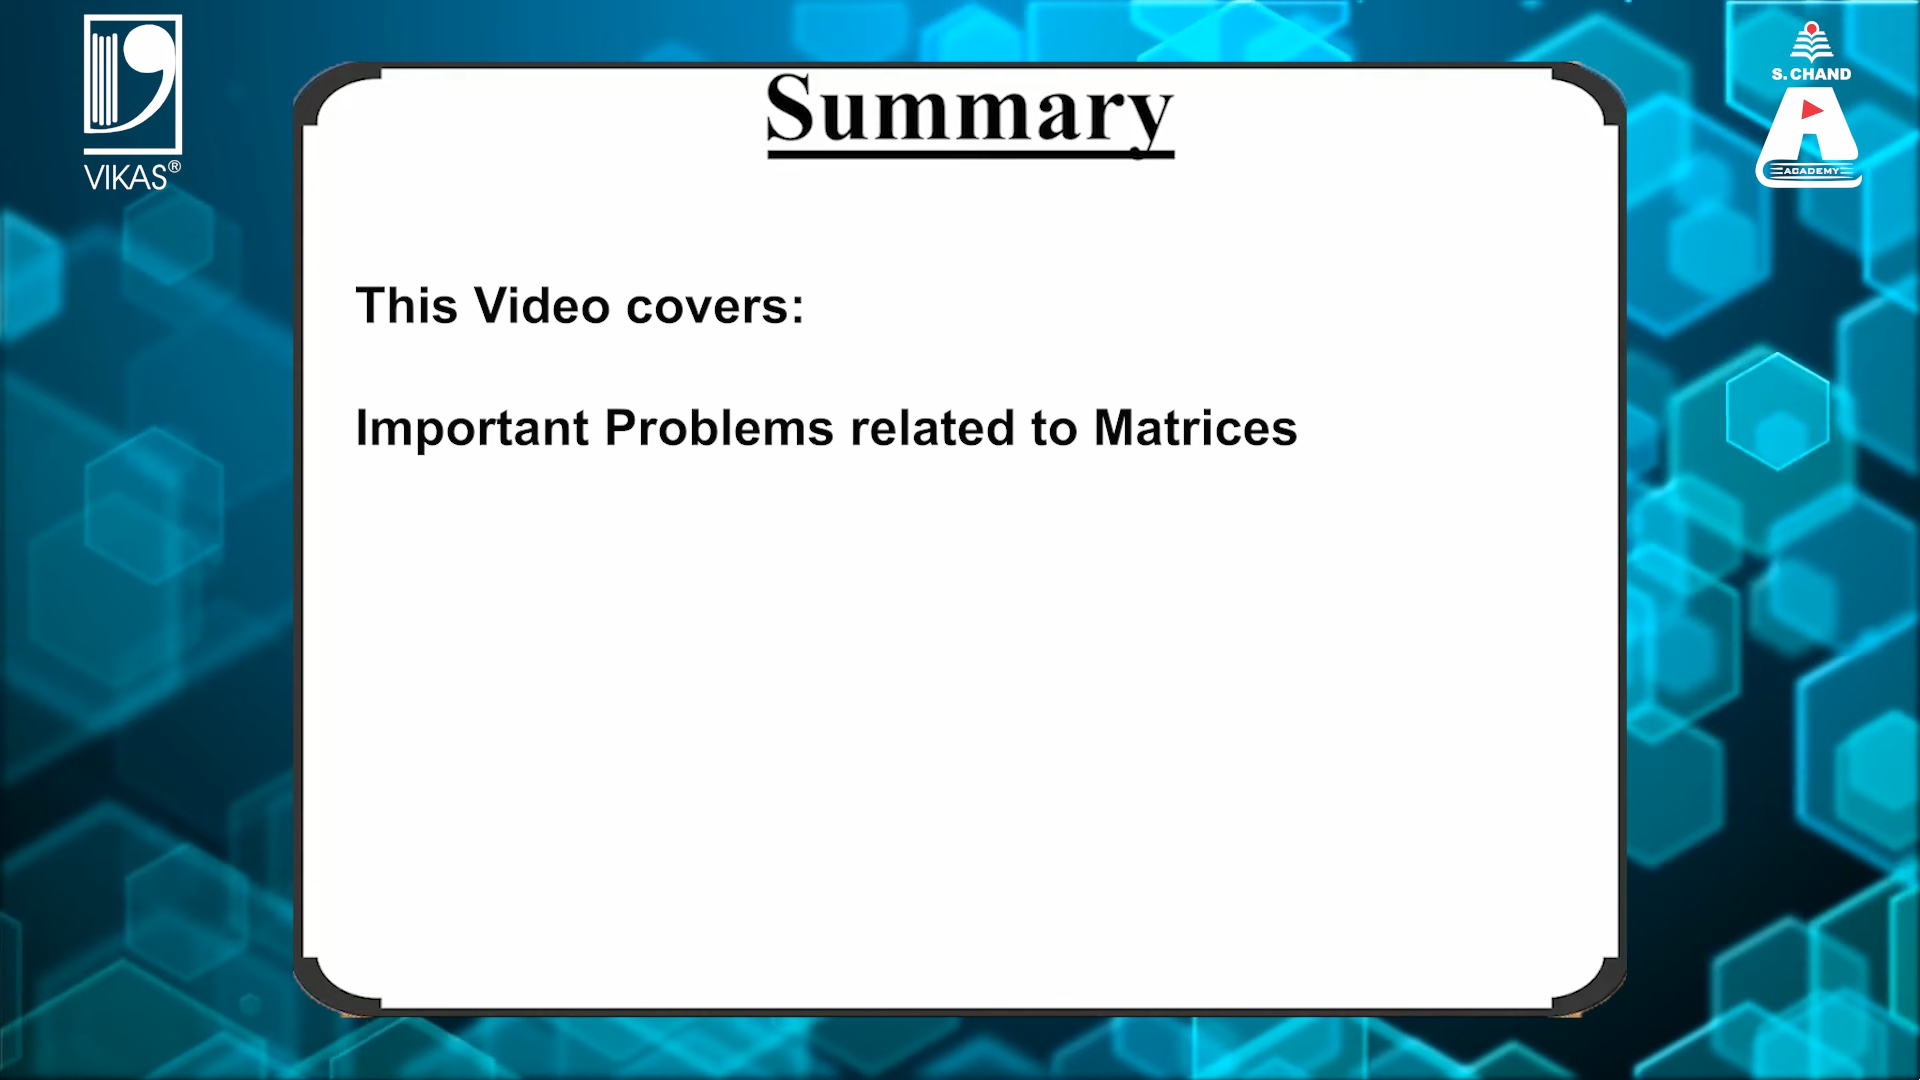 VIKAS®
S. CHAND
ACADEMY
Summary
This Video covers:
Important Problems related to Matrices